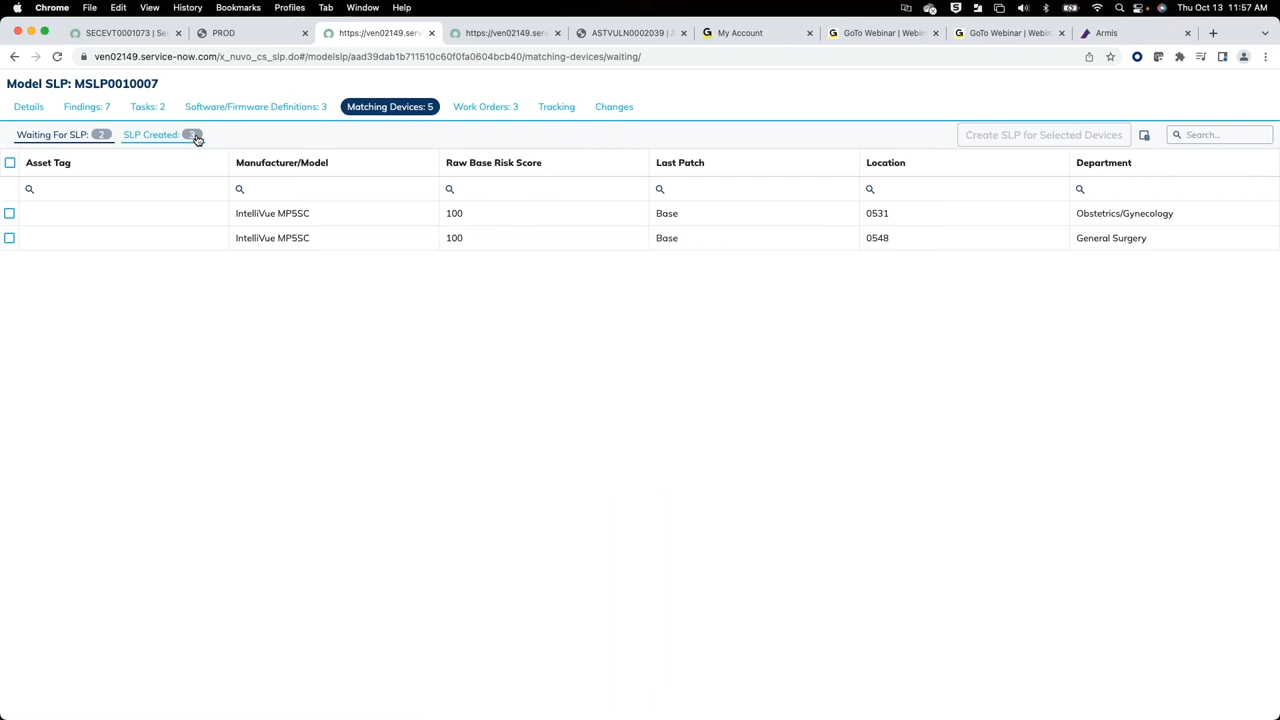 Chrome File Edit View History Bookmarks Profiles Tab Window Help Thu Oct 13 11:57 AM
SECEVT0001073 | Se PROD https://ven02149.serv https://ven02149.serv ASTVULN0002039 | A My Account GoTo Webinar | Webin GoTo Webinar | Webin Armis
ven02149.service-now.com/x_nuvo_cs_slp.do#/modelslp/aad39dab1b711510c60f0fa0604bcb40/matching-devices/waiting/
Model SLP: MSLP0010007
Details Findings: 7 Tasks: 2 Software/Firmware Definitions: 3 Matching Devices: 5 Work Orders: 3 Tracking Changes
Waiting For SLP: 2 SLP Created: 3 Create SLP for Selected Devices Search...
Asset Tag Manufacturer/Model Raw Base Risk Score Last Patch Location Department
IntelliVue MP5SC 100 Base 0531 Obstetrics/Gynecology
IntelliVue MP5SC 100 Base 0548 General Surgery